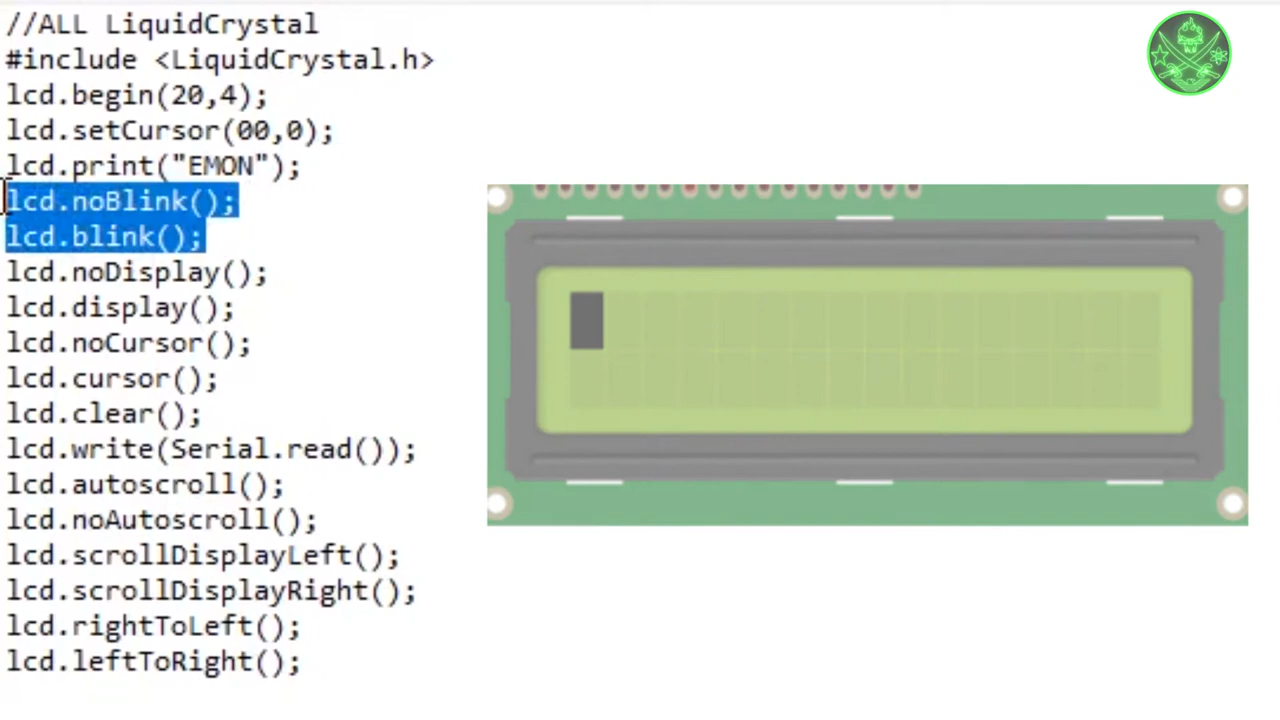 //ALL LiquidCrystal
#include <LiquidCrystal.h>
lcd.begin(20,4);
lcd.setCursor(00,0);
lcd.print("EMON");
lcd.noBlink();
lcd.blink();
lcd.noDisplay();
lcd.display();
lcd.noCursor();
lcd.cursor();
lcd.clear();
lcd.write(Serial.read());
lcd.autoscroll();
lcd.noAutoscroll();
lcd.scrollDisplayLeft();
lcd.scrollDisplayRight();
lcd.rightToLeft();
lcd.leftToRight();